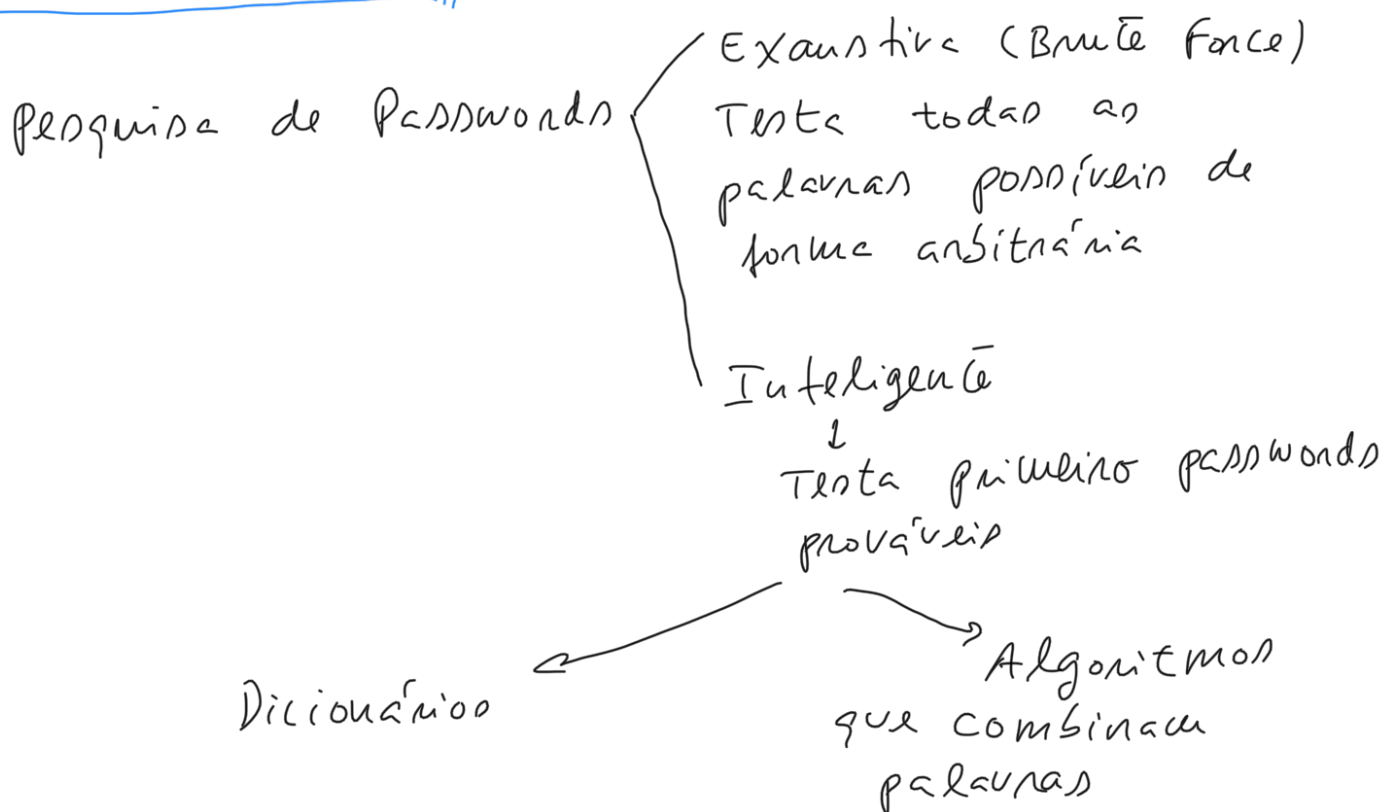 Pesquisa de Passwords
Exaustiva (Brute Force)
Testa todas as
palavras possíveis de
forma arbitrária
Inteligente
Testa primeiro passwords
prováveis
Dicionários
Algoritmos
que combinam
palavras